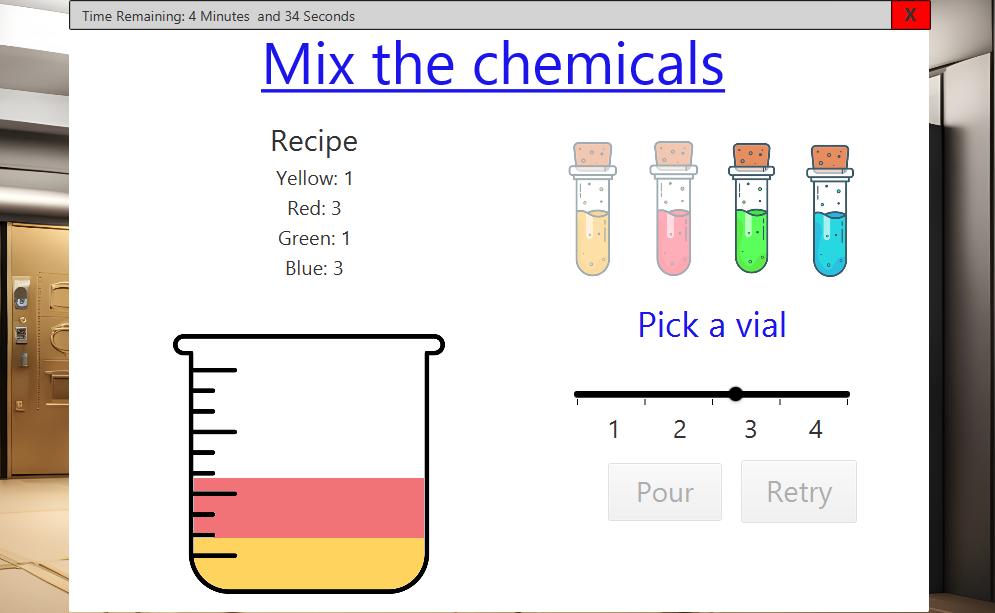 Time Remaining: 4 Minutes  and 34 Seconds
X
Mix the chemicals
Recipe
Yellow: 1
Red: 3
Green: 1
Blue: 3
Pick a vial
1 2 3 4
Pour Retry